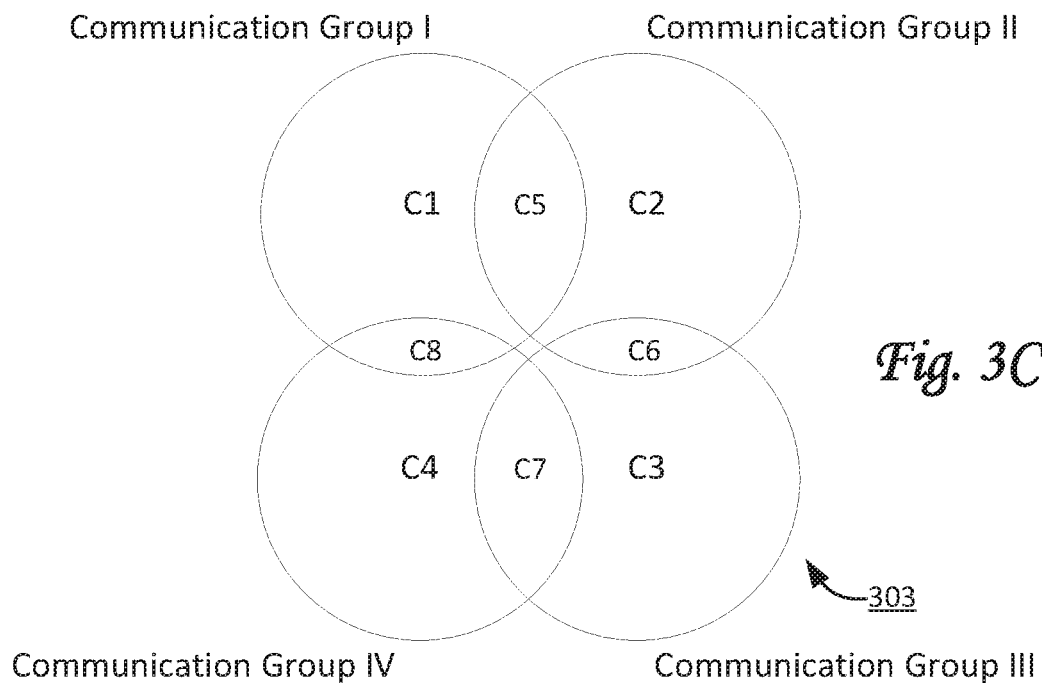 Communication Group I
Communication Group II
C1
C5
C2
C8
C6
Fig. 3C
C4
C7
C3
303
Communication Group IV
Communication Group III